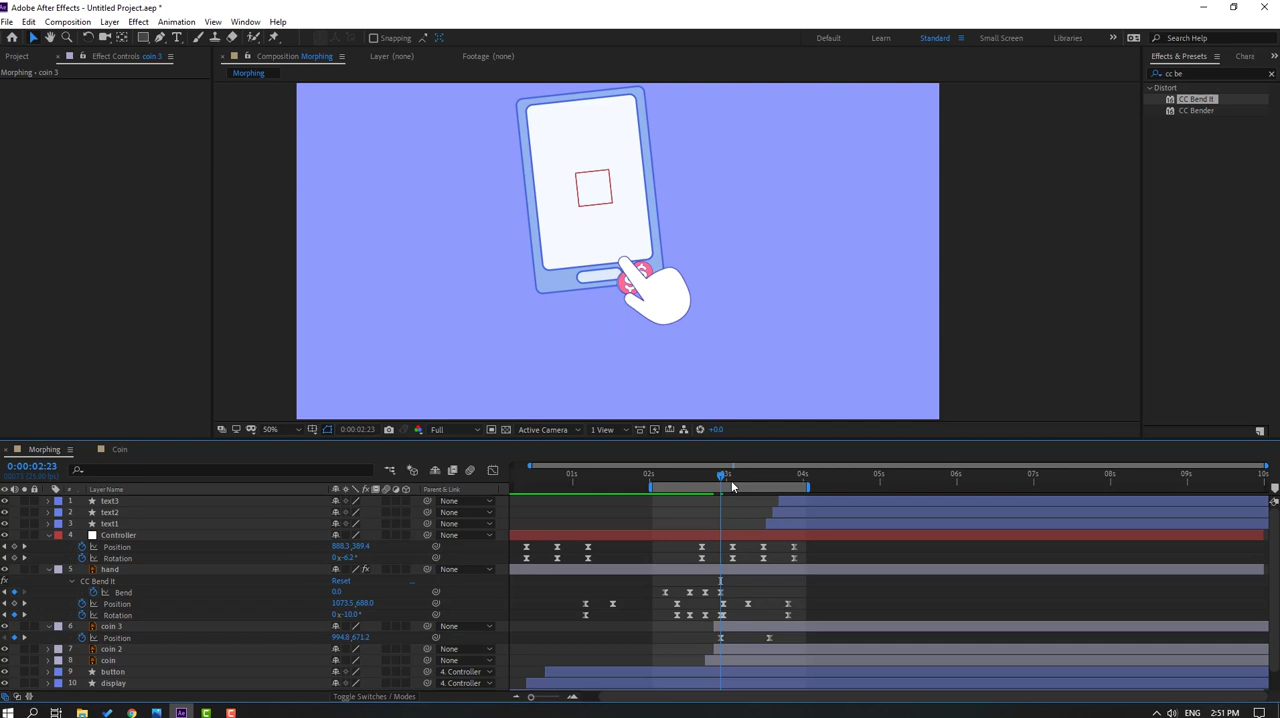 Adobe After Effects - Untitled Project.aep *
File Edit Composition Layer Effect Animation View Window Help
Snapping
Default Learn Standard Small Screen Libraries Search Help
Project Effect Controls coin 3 Composition Morphing Layer (none) Footage (none) Effects & Presets Chara
Morphing • coin 3
Morphing
cc be
Distort
CC Bend It
CC Bender
50% 0:00:02:23 Full Active Camera 1 View +0.0
Morphing Coin
0:00:02:23
01s 02s 03s 04s 05s 06s 07s 08s 09s 10s
# Layer Name fx Parent & Link
1 text3 None
2 text2 None
3 text1 None
4 Controller None
Position 888.3,389.4
Rotation 0x-6.2°
5 hand fx None
fx CC Bend It Reset ...
Bend 0.0
Position 1073.5,688.0
Rotation 0x-10.0°
6 coin 3 None
Position 994.8,671.2
7 coin 2 None
8 coin None
9 button 4. Controller
10 display 4. Controller
Toggle Switches / Modes
ENG 2:51 PM